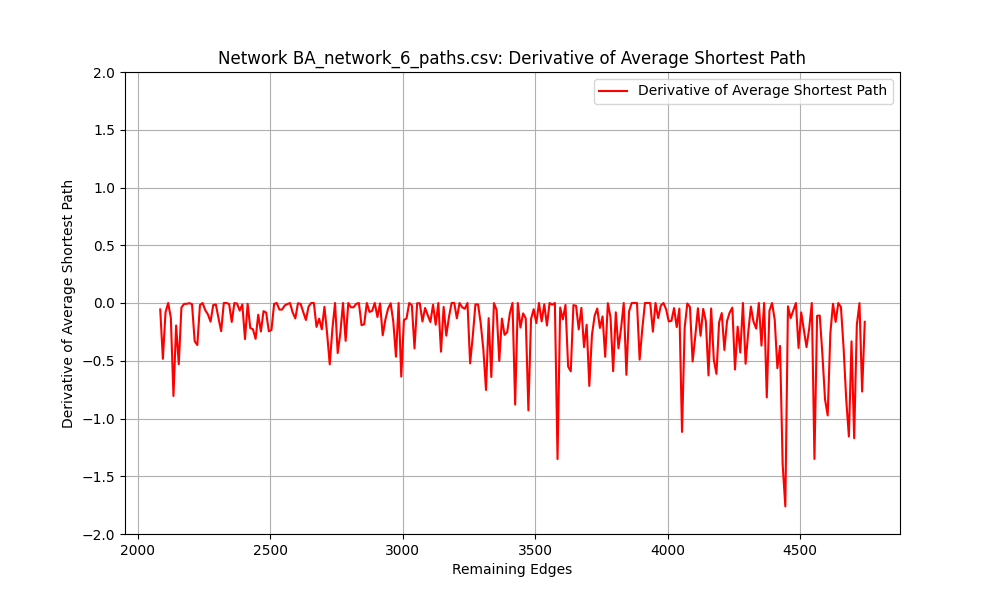 Network BA_network_6_paths.csv: Derivative of Average Shortest Path
Derivative of Average Shortest Path
2.0
1.5
1.0
0.5
0.0
−0.5
−1.0
−1.5
−2.0
Derivative of Average Shortest Path
2000 2500 3000 3500 4000 4500
Remaining Edges